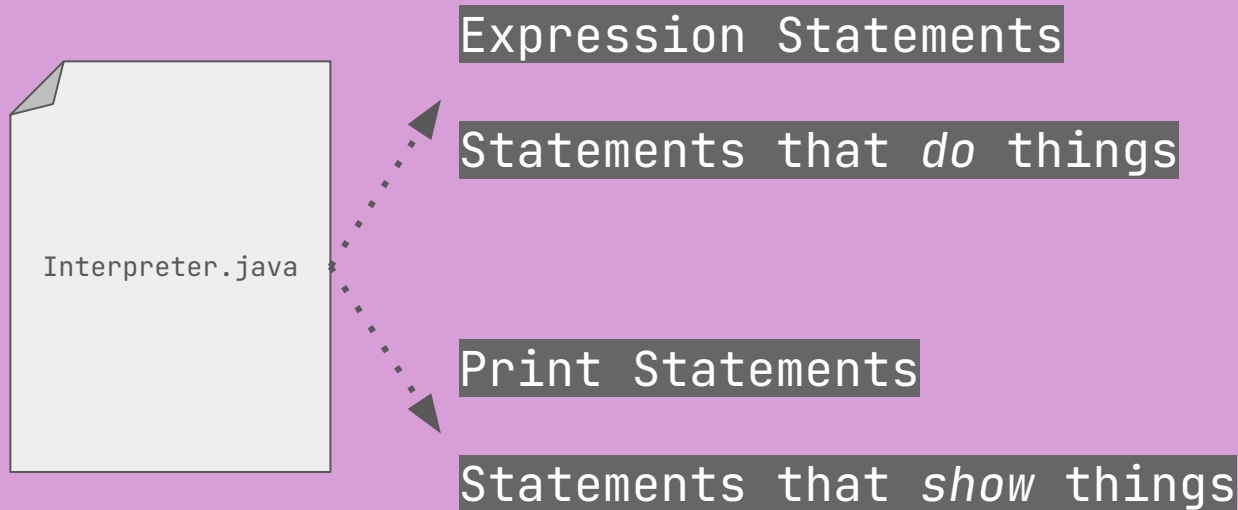 Expression Statements
Statements that do things
Interpreter.java
Print Statements
Statements that show things